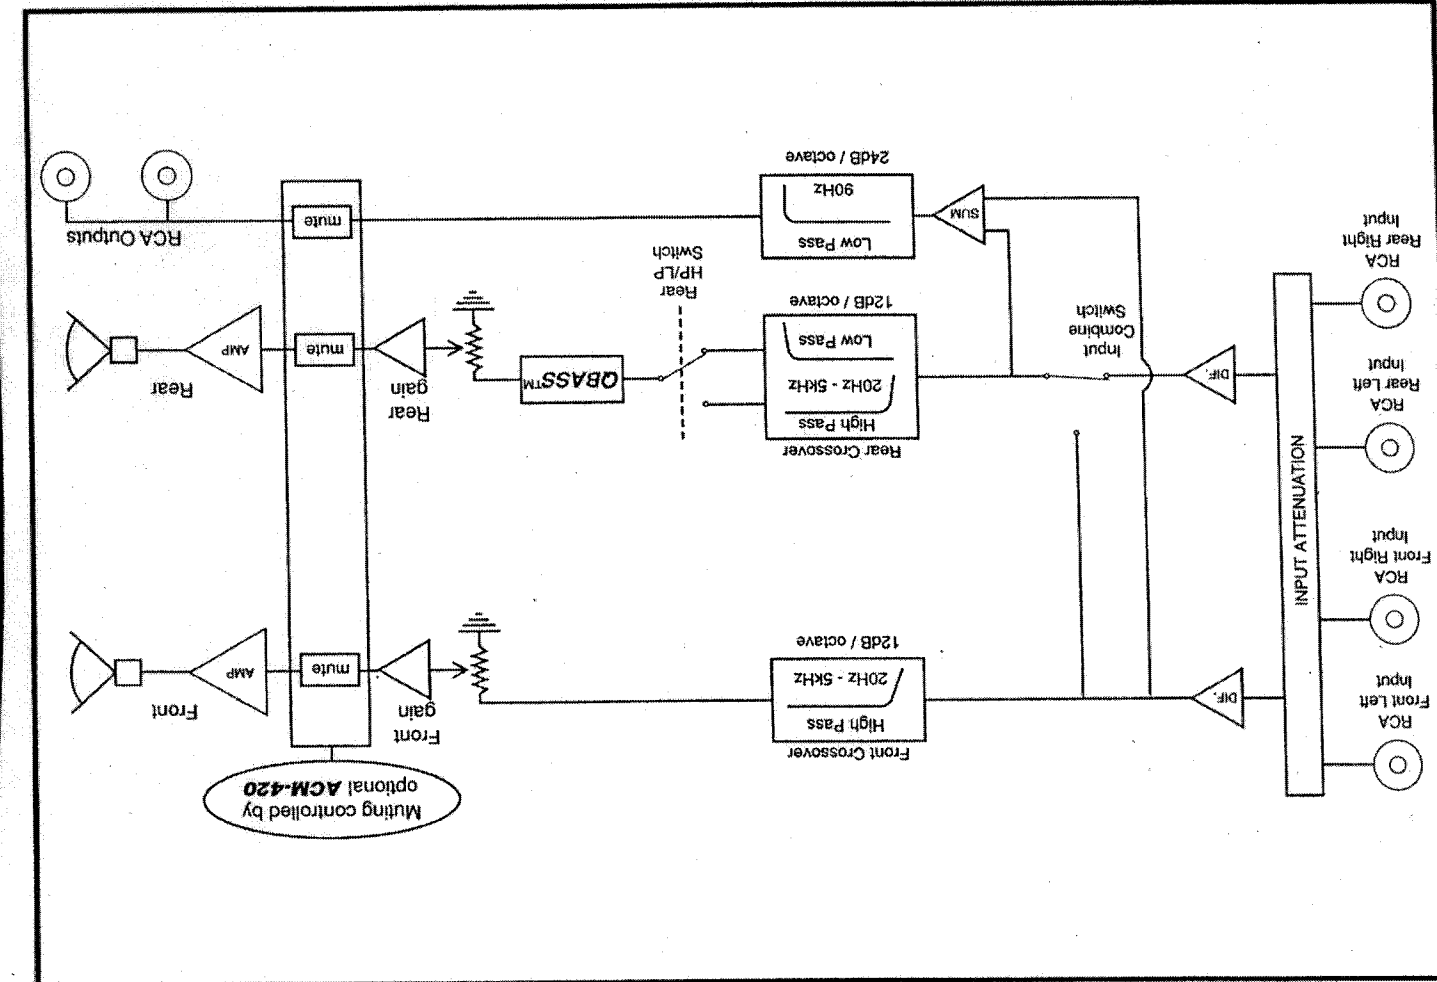 Muting controlled by
optional ACM-420
RCA
Front Left
Input
RCA
Front Right
Input
RCA
Rear Left
Input
RCA
Rear Right
Input
INPUT ATTENUATION
DIF.
DIF.
Input
Combine
Switch
Front Crossover
High Pass
20Hz - 5kHz
12dB / octave
Front
gain
mute
AMP
Front
Rear Crossover
High Pass
20Hz - 5kHz
Low Pass
12dB / octave
Rear
HP/LP
Switch
QBASS™
Rear
gain
mute
AMP
Rear
SUM
Low Pass
90Hz
24dB / octave
mute
RCA Outputs